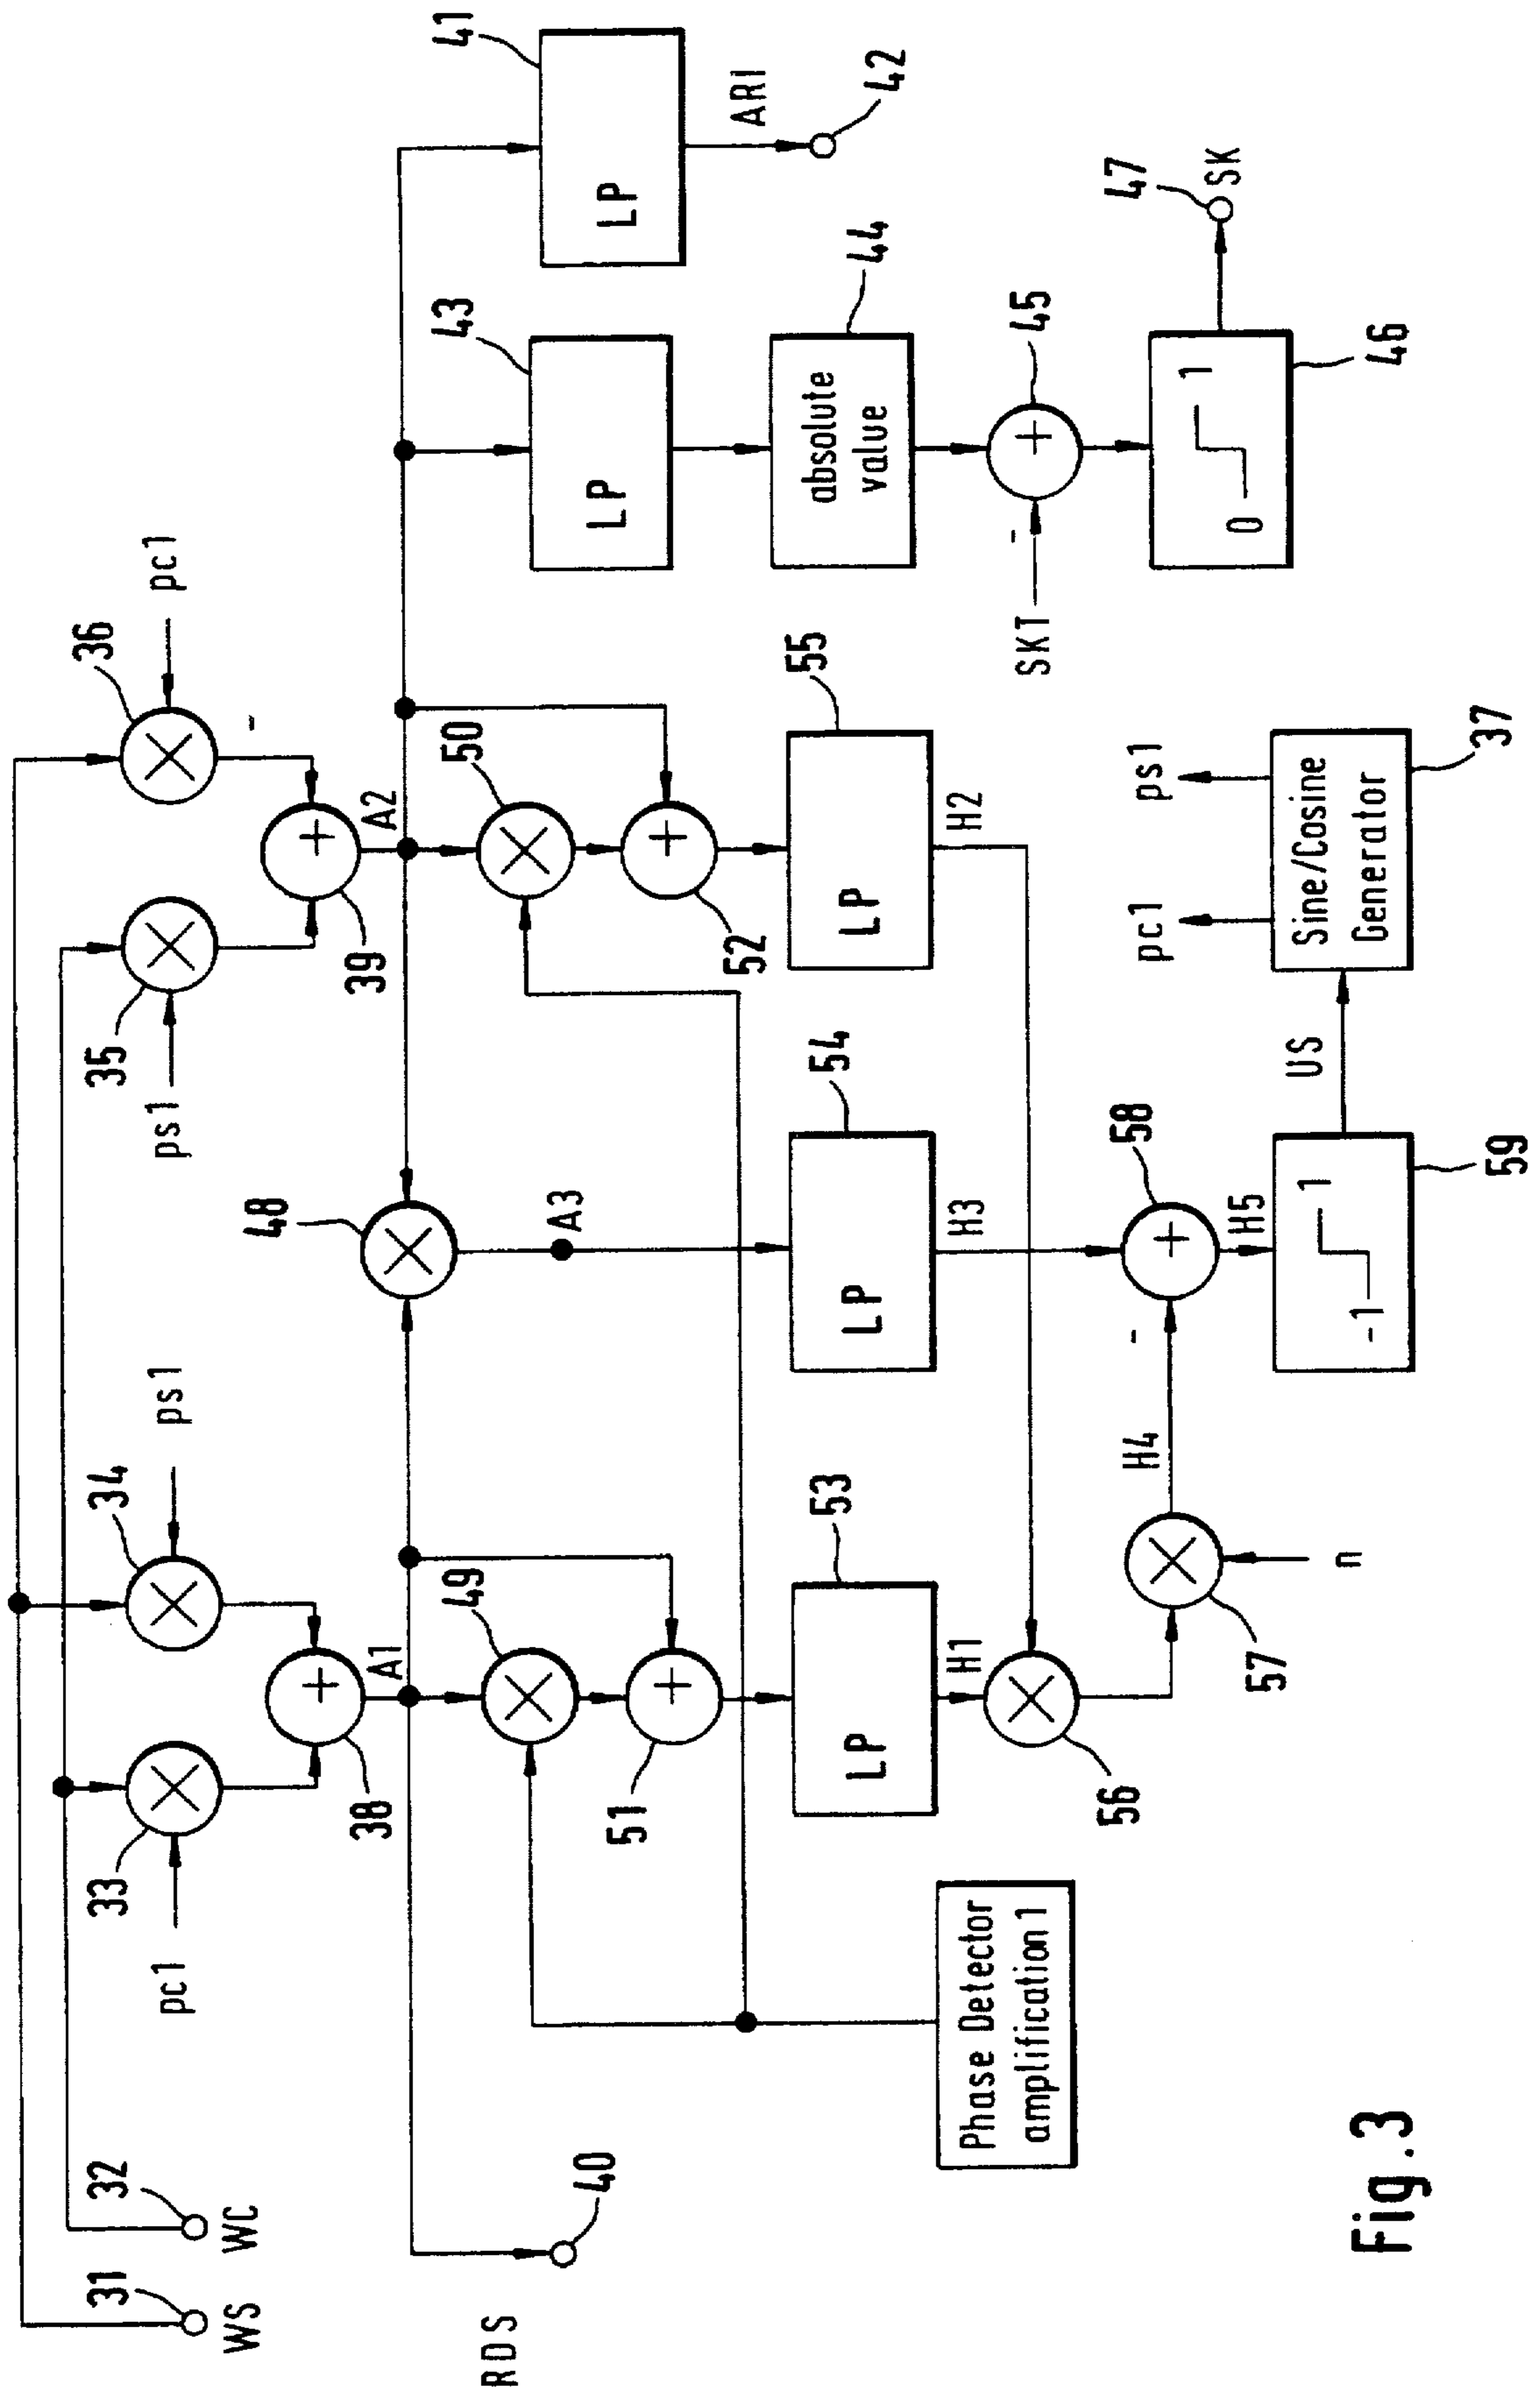 31
WS
32
WC
RDS
40
33
pc1
34
ps1
38
A1
35
ps1
36
pc1
39
A2
48
A3
49
51
50
52
41
LP
ARI
42
43
LP
absolute
value
44
SKT
-
+
45
0
1
46
47
SK
53
LP
H1
54
LP
H3
55
LP
H2
Phase Detector
amplification1
56
57
n
H4
-
58
H5
-1
1
59
US
Sine/Cosine
Generator
37
pc1
ps1
-
Fig.3